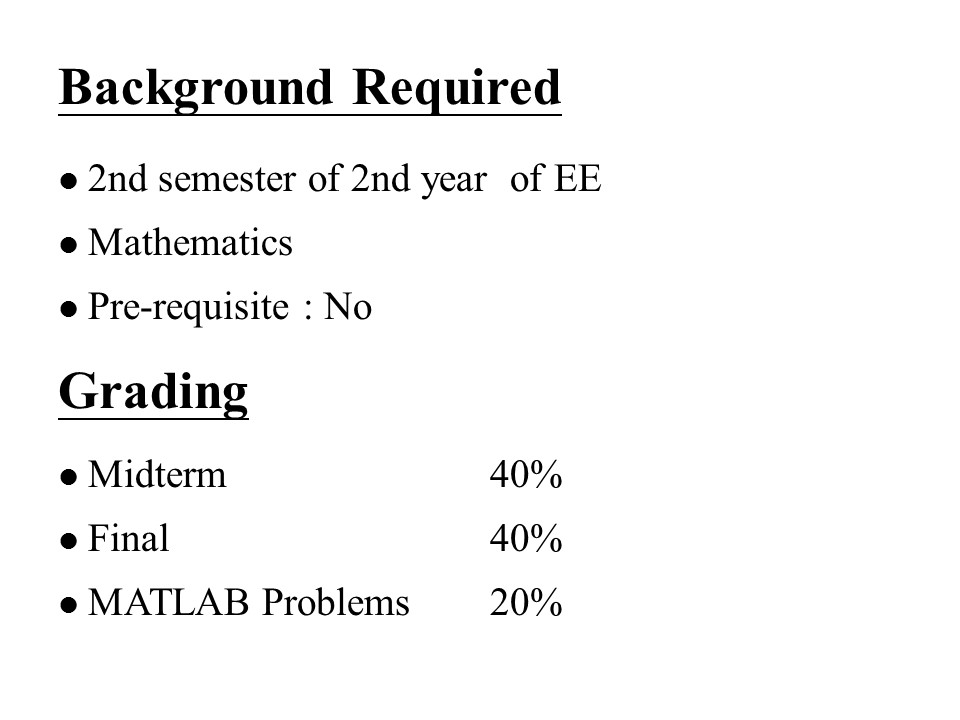 Background Required
● 2nd semester of 2nd year of EE
● Mathematics
● Pre-requisite : No
Grading
● Midterm 40%
● Final 40%
● MATLAB Problems 20%